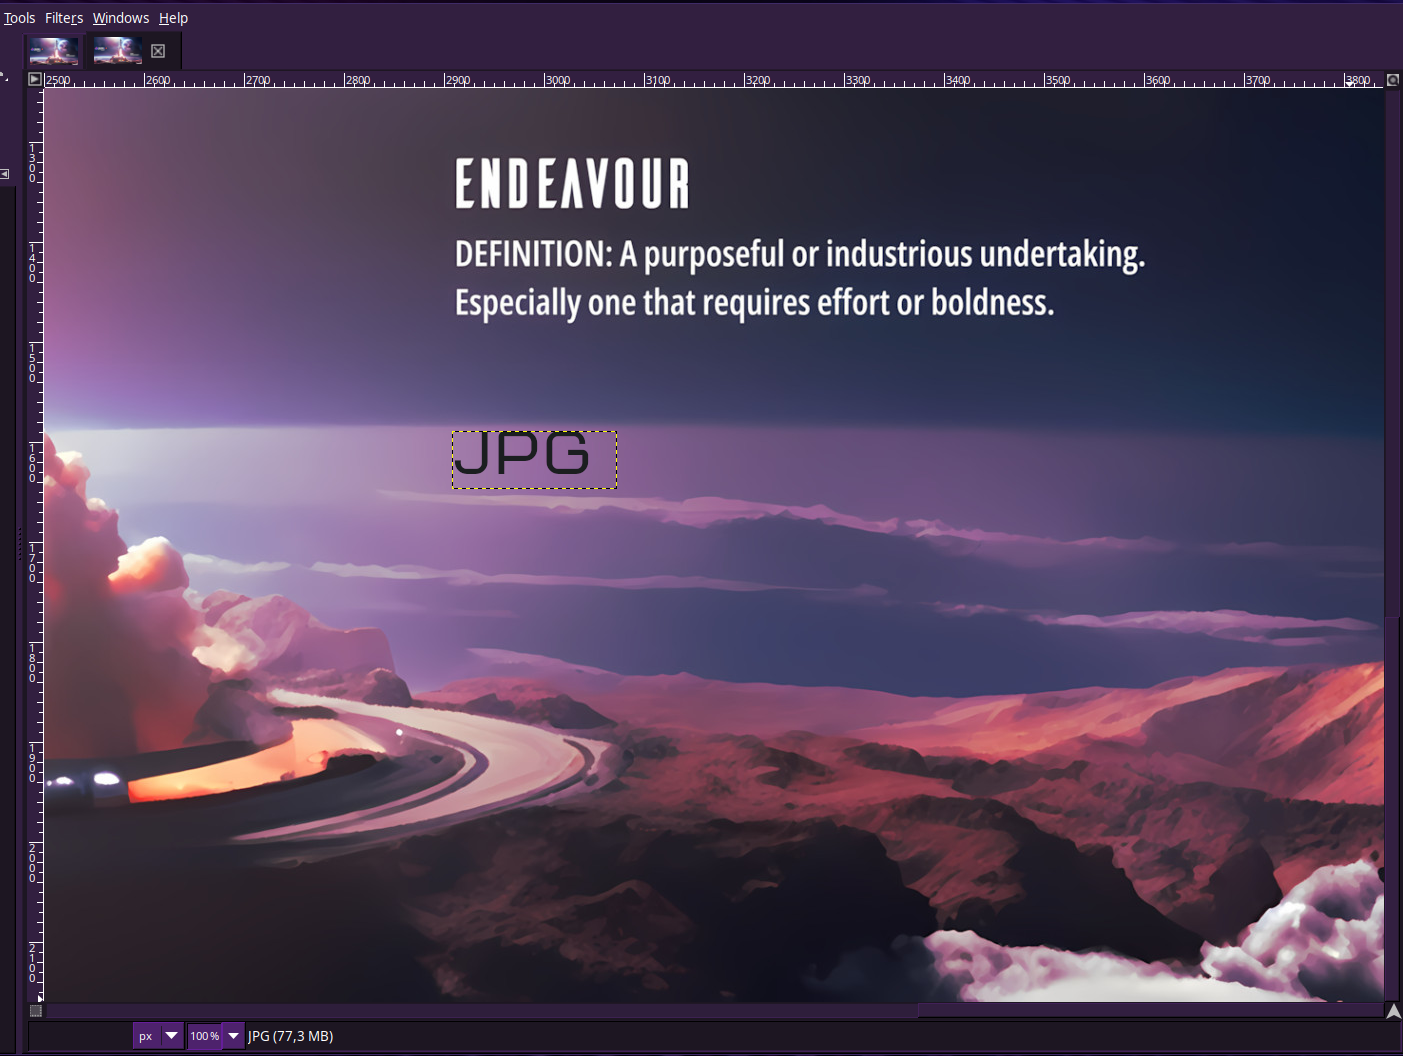 Tools Filters Windows Help
2500 2600 2700 2800 2900 3000 3100 3200 3300 3400 3500 3600 3700 3800
1300
1400
1500
1600
1700
1800
1900
2000
2100
ENDEAVOUR
DEFINITION: A purposeful or industrious undertaking.
Especially one that requires effort or boldness.
JPG
px 100 % JPG (77,3 MB)